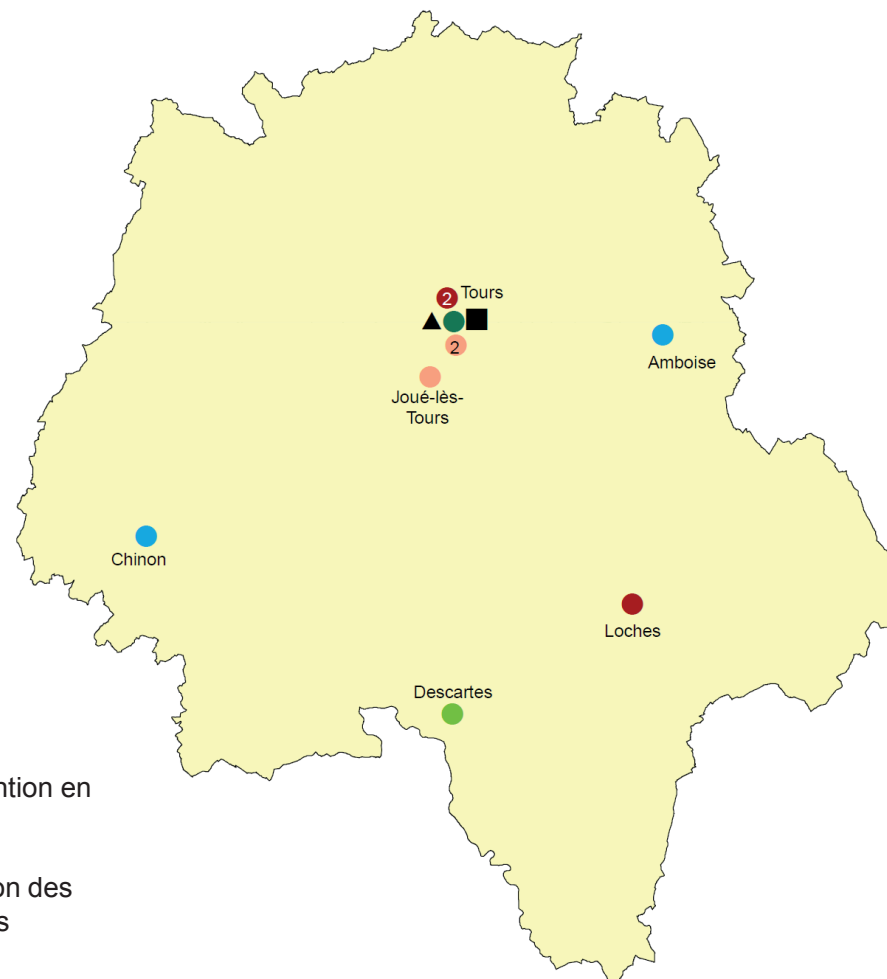 2 Tours
2
Amboise
Joué-lès-
Tours
Chinon
Loches
Descartes
ntion en
on des
s